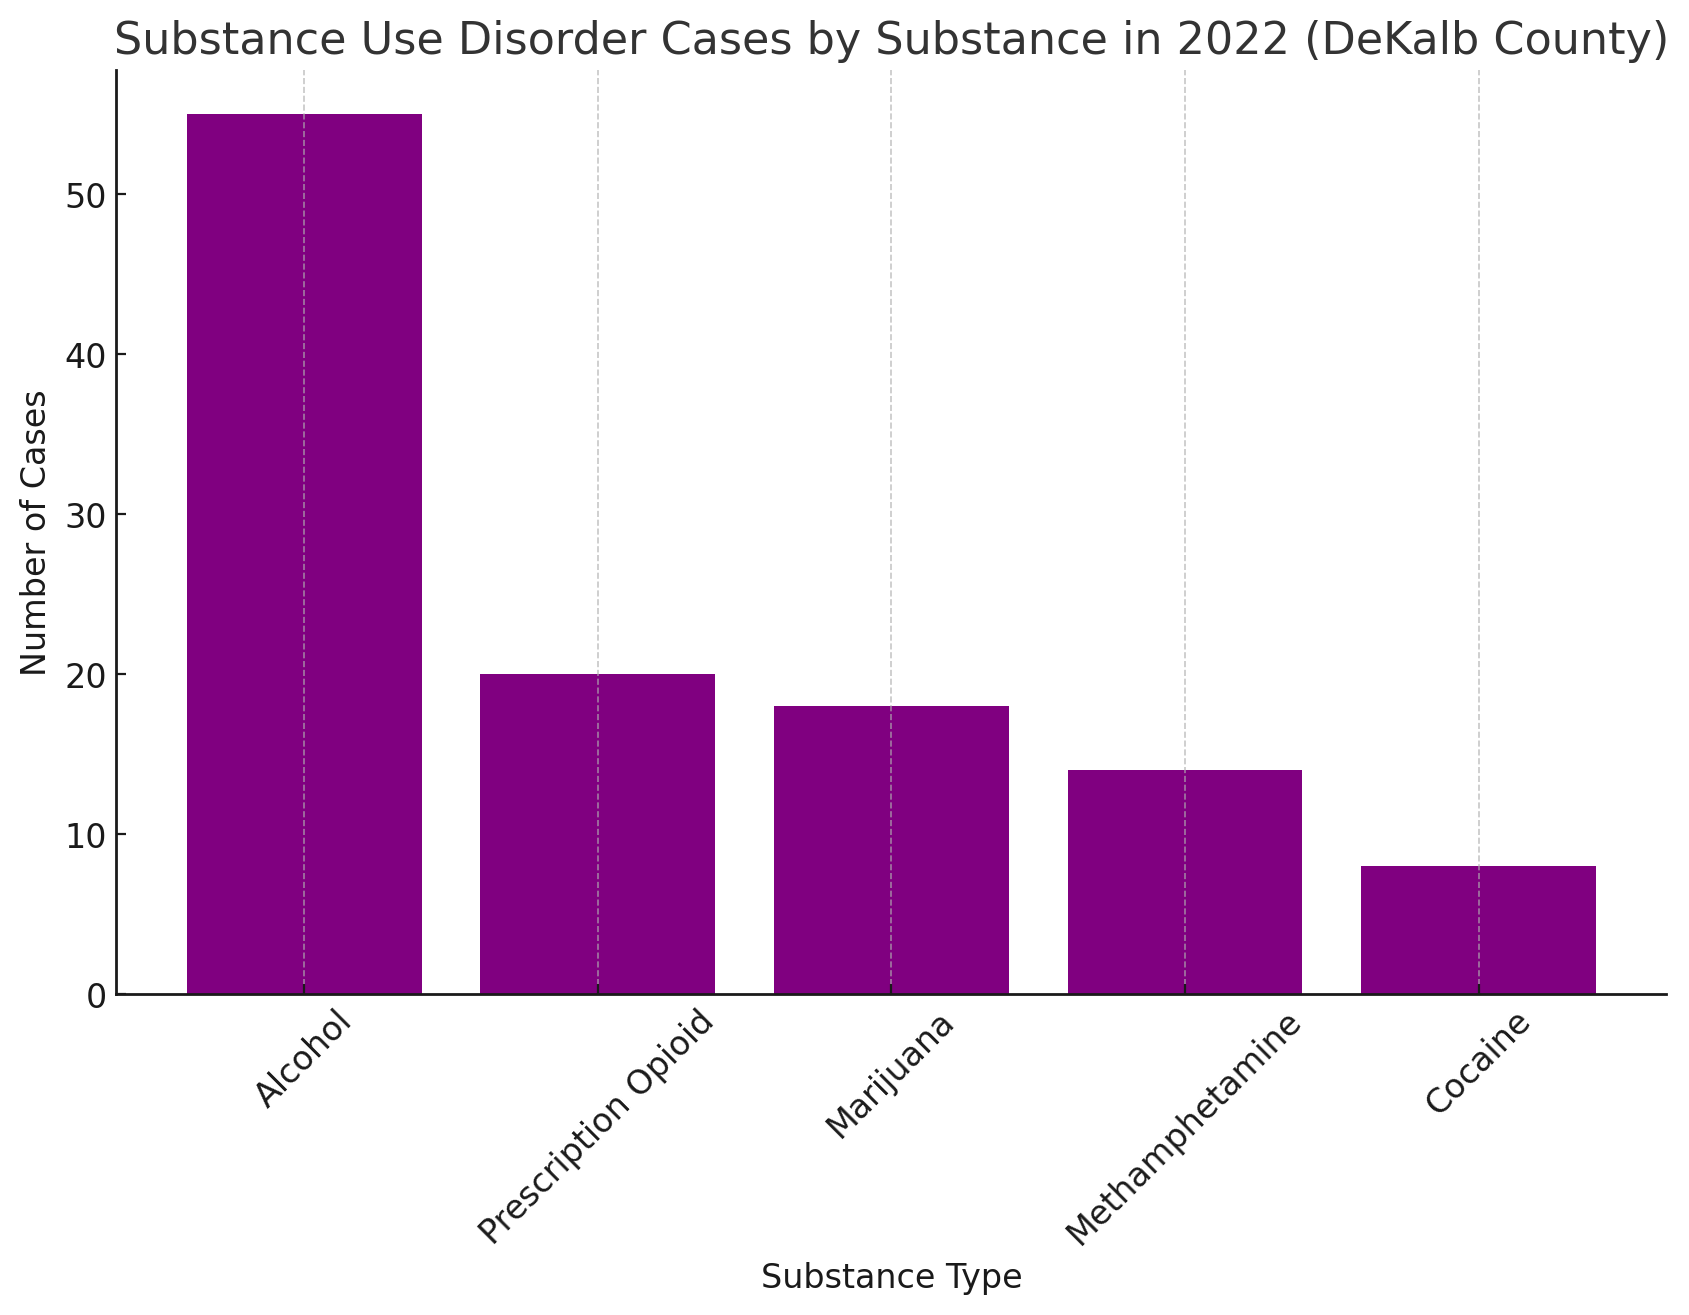 Substance Use Disorder Cases by Substance in 2022 (DeKalb County)
Number of Cases
50
40
30
20
10
0
Alcohol
Prescription Opioid
Marijuana
Methamphetamine
Cocaine
Substance Type